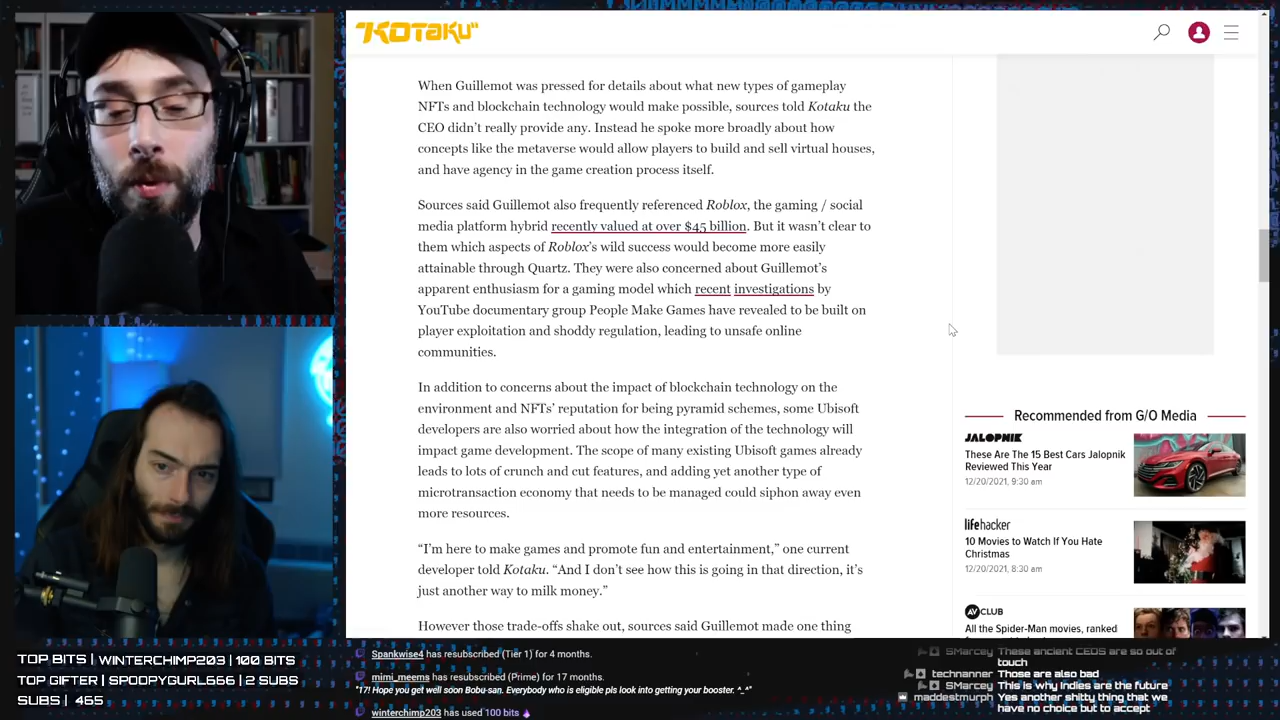 KOTAKU
When Guillemot was pressed for details about what new types of gameplay
NFTs and blockchain technology would make possible, sources told Kotaku the
CEO didn't really provide any. Instead he spoke more broadly about how
concepts like the metaverse would allow players to build and sell virtual houses,
and have agency in the game creation process itself.
Sources said Guillemot also frequently referenced Roblox, the gaming / social
media platform hybrid recently valued at over $45 billion. But it wasn't clear to
them which aspects of Roblox's wild success would become more easily
attainable through Quartz. They were also concerned about Guillemot's
apparent enthusiasm for a gaming model which recent investigations by
YouTube documentary group People Make Games have revealed to be built on
player exploitation and shoddy regulation, leading to unsafe online
communities.
In addition to concerns about the impact of blockchain technology on the
environment and NFTs' reputation for being pyramid schemes, some Ubisoft
developers are also worried about how the integration of the technology will
impact game development. The scope of many existing Ubisoft games already
leads to lots of crunch and cut features, and adding yet another type of
microtransaction economy that needs to be managed could siphon away even
more resources.
“I'm here to make games and promote fun and entertainment,” one current
developer told Kotaku. “And I don't see how this is going in that direction, it's
just another way to milk money.”
However those trade-offs shake out, sources said Guillemot made one thing
Recommended from G/O Media
JALOPNIK
These Are The 15 Best Cars Jalopnik
Reviewed This Year
12/20/2021, 9:30 am
lifehacker
10 Movies to Watch If You Hate
Christmas
12/20/2021, 8:30 am
AV CLUB
All the Spider-Man movies, ranked
TOP BITS | WINTERCHIMP203 | 100 BITS
TOP GIFTER | SPOOPYGURL666 | 2 SUBS
SUBS | 465
Spankwise4 has resubscribed (Tier 1) for 4 months.
mimi_meems has resubscribed (Prime) for 17 months.
"17! Hope you get well soon Bobu-san. Everybody who is eligible pls look into getting your booster. ^_^"
winterchimp203 has used 100 bits
SMarcey These ancient CEOS are so out of
touch
technanner Those are also bad
SMarcey This is why Indies are the future
maddestmurph Yes another shitty thing that we
have no choice but to accept